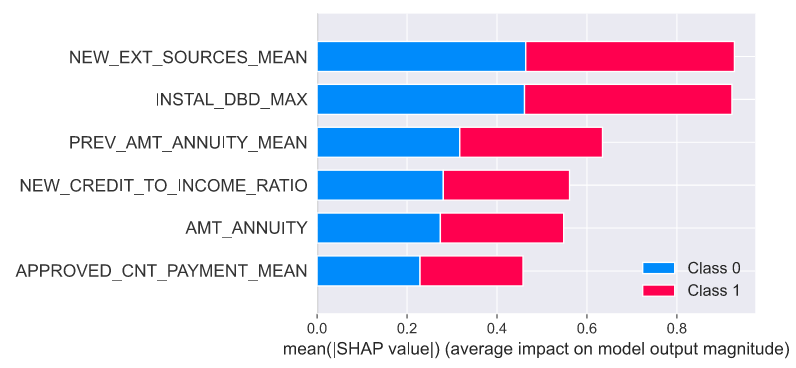 NEW_EXT_SOURCES_MEAN
INSTAL_DBD_MAX
PREV_AMT_ANNUITY_MEAN
NEW_CREDIT_TO_INCOME_RATIO
AMT_ANNUITY
APPROVED_CNT_PAYMENT_MEAN
Class 0
Class 1
0.0 0.2 0.4 0.6 0.8
mean(|SHAP value|) (average impact on model output magnitude)